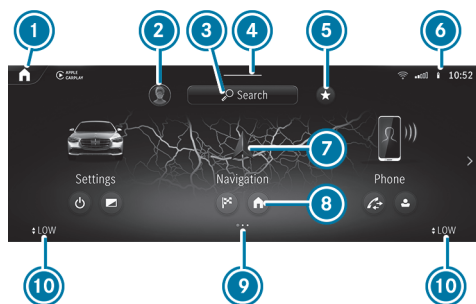 1 2 3 4 5 6
APPLE
CARPLAY
Search
10:52
7
Settings Navigation Phone
8
LOW LOW
10 9 10